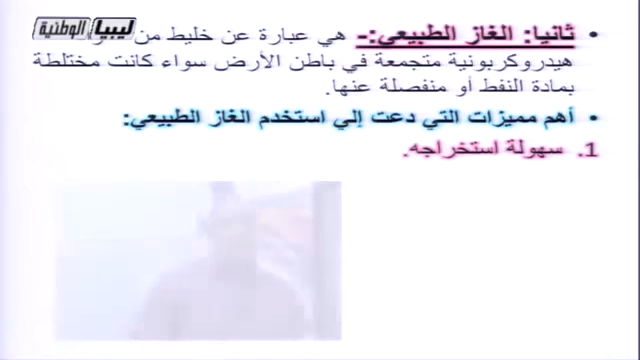 ليبيا الوطنية
• ثانيا: الغاز الطبيعي:- هي عبارة عن خليط من
هيدروكربونية متجمعة في باطن الأرض سواء كانت مختلطة
بمادة النفط أو منفصلة عنها.
• أهم مميزات التي دعت إلي استخدم الغاز الطبيعي:
1. سهولة استخراجه.